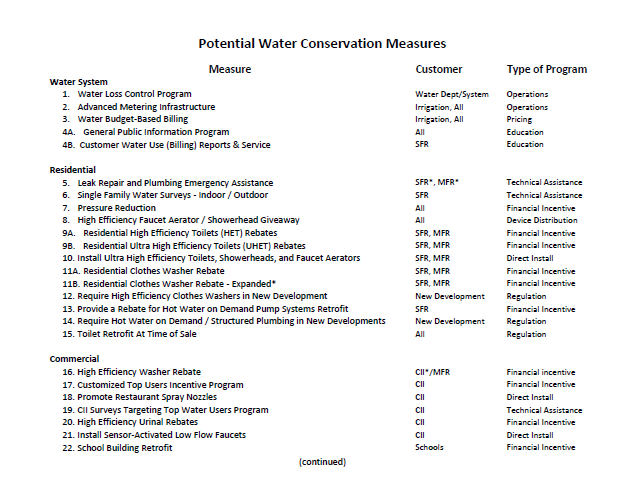 Potential Water Conservation Measures
Measure Customer Type of Program
Water System
1. Water Loss Control Program Water Dept/System Operations
2. Advanced Metering Infrastructure Irrigation, All Operations
3. Water Budget-Based Billing Irrigation, All Pricing
4A. General Public Information Program All Education
4B. Customer Water Use (Billing) Reports & Service SFR Education
Residential
5. Leak Repair and Plumbing Emergency Assistance SFR*, MFR* Technical Assistance
6. Single Family Water Surveys - Indoor / Outdoor SFR Technical Assistance
7. Pressure Reduction All Financial Incentive
8. High Efficiency Faucet Aerator / Showerhead Giveaway All Device Distribution
9A. Residential High Efficiency Toilets (HET) Rebates SFR, MFR Financial Incentive
9B. Residential Ultra High Efficiency Toilets (UHET) Rebates SFR, MFR Financial Incentive
10. Install Ultra High Efficiency Toilets, Showerheads, and Faucet Aerators SFR, MFR Direct Install
11A. Residential Clothes Washer Rebate SFR, MFR Financial Incentive
11B. Residential Clothes Washer Rebate - Expanded* SFR, MFR Financial Incentive
12. Require High Efficiency Clothes Washers in New Development New Development Regulation
13. Provide a Rebate for Hot Water on Demand Pump Systems Retrofit SFR Financial Incentive
14. Require Hot Water on Demand / Structured Plumbing in New Developments New Development Regulation
15. Toilet Retrofit At Time of Sale All Regulation
Commercial
16. High Efficiency Washer Rebate CII*/MFR Financial incentive
17. Customized Top Users Incentive Program CII Financial Incentive
18. Promote Restaurant Spray Nozzles CII Direct Install
19. CII Surveys Targeting Top Water Users Program CII Technical Assistance
20. High Efficiency Urinal Rebates CII Financial Incentive
21. Install Sensor-Activated Low Flow Faucets CII Direct Install
22. School Building Retrofit Schools Financial Incentive
(continued)